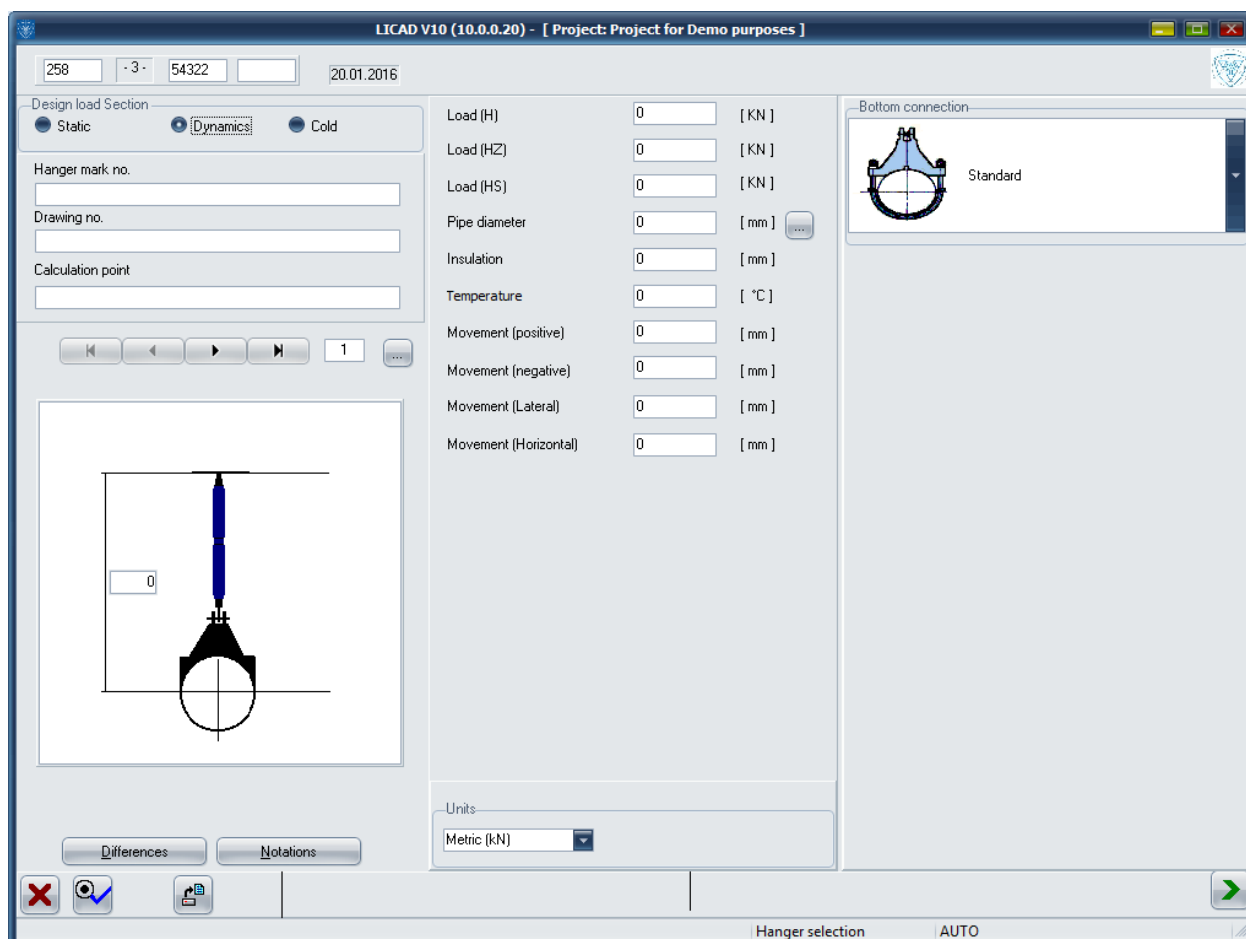 LICAD V10 (10.0.0.20) - [ Project: Project for Demo purposes ]
258 - 3 - 54322 20.01.2016
Design load Section
Static Dynamics Cold
Hanger mark no.
Drawing no.
Calculation point
1 ...
0
Differences Notations
Load (H) 0 [ KN ]
Load (HZ) 0 [ KN ]
Load (HS) 0 [ KN ]
Pipe diameter 0 [ mm ] ...
Insulation 0 [ mm ]
Temperature 0 [ °C ]
Movement (positive) 0 [ mm ]
Movement (negative) 0 [ mm ]
Movement (Lateral) 0 [ mm ]
Movement (Horizontal) 0 [ mm ]
Units
Metric (kN)
Bottom connection
Standard
Hanger selection AUTO